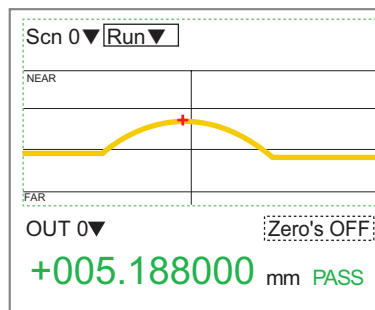 Scn 0▼ Run▼
NEAR
FAR
OUT 0▼ Zero's OFF
+005.188000 mm PASS